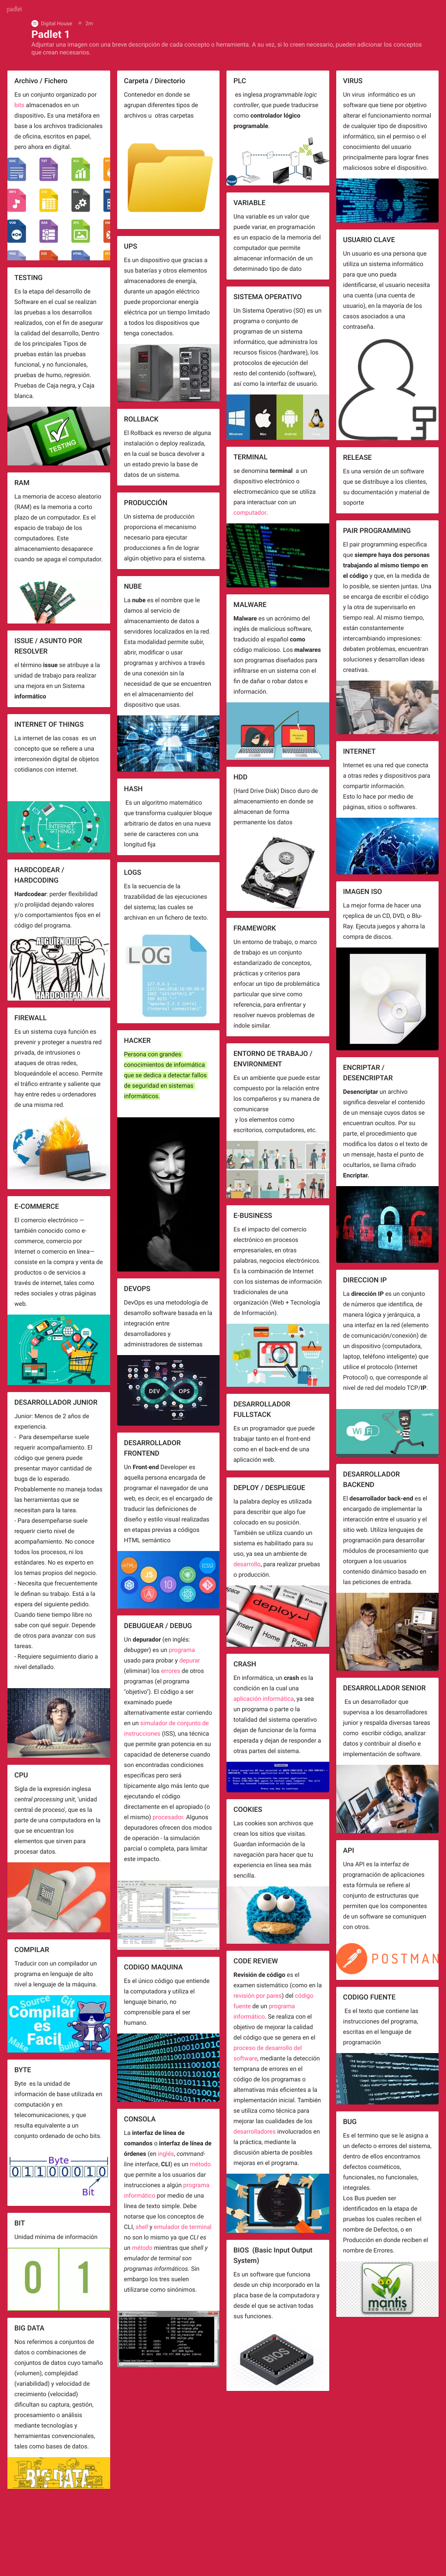 padlet
Digital House + 2m
Padlet 1
Adjuntar una imagen con una breve descripción de cada concepto o herramienta. A su vez, si lo creen necesario, pueden adicionar los conceptos
que crean necesarios.
Archivo / Fichero
Es un conjunto organizado por
bits almacenados en un
dispositivo. Es una metáfora en
base a los archivos tradicionales
de oficina, escritos en papel,
pero ahora en digital.
TESTING
Es la etapa del desarrollo de
Software en el cual se realizan
las pruebas a los desarrollos
realizados, con el fin de asegurar
la calidad del desarrollo, Dentro
de los principales Tipos de
pruebas están las pruebas
funcional, y no funcionales,
pruebas de humo, regresión.
Pruebas de Caja negra, y Caja
blanca.
TESTING
RAM
La memoria de acceso aleatorio
(RAM) es la memoria a corto
plazo de un computador. Es el
espacio de trabajo de los
computadores. Este
almacenamiento desaparece
cuando se apaga el computador.
ISSUE / ASUNTO POR
RESOLVER
el término issue se atribuye a la
unidad de trabajo para realizar
una mejora en un Sistema
informático
INTERNET OF THINGS
La internet de las cosas es un
concepto que se refiere a una
interconexión digital de objetos
cotidianos con internet.
INTERNET
OF THINGS
HARDCODEAR /
HARDCODING
Hardcodear: perder flexibilidad
y/o prolijidad dejando valores
y/o comportamientos fijos en el
código del programa.
ALGUIEN DIJO
HARDCODEAR
FIREWALL
Es un sistema cuya función es
prevenir y proteger a nuestra red
privada, de intrusiones o
ataques de otras redes,
bloqueándole el acceso. Permite
el tráfico entrante y saliente que
hay entre redes u ordenadores
de una misma red.
E-COMMERCE
El comercio electrónico —
también conocido como e-
commerce, comercio por
Internet o comercio en línea—
consiste en la compra y venta de
productos o de servicios a
través de internet, tales como
redes sociales y otras páginas
web.
DESARROLLADOR JUNIOR
Junior: Menos de 2 años de
experiencia.
- Para desempeñarse suele
requerir acompañamiento. El
código que genera puede
presentar mayor cantidad de
bugs de lo esperado.
Probablemente no maneja todas
las herramientas que se
necesitan para la tarea.
- Para desempeñarse suele
requerir cierto nivel de
acompañamiento. No conoce
todos los procesos, ni los
estándares. No es experto en
los temas propios del negocio.
- Necesita que frecuentemente
le definan su trabajo. Está a la
espera del siguiente pedido.
Cuando tiene tiempo libre no
sabe con qué seguir. Depende
de otros para avanzar con sus
tareas.
- Requiere seguimiento diario a
nivel detallado.
CPU
Sigla de la expresión inglesa
central processing unit, 'unidad
central de proceso', que es la
parte de una computadora en la
que se encuentran los
elementos que sirven para
procesar datos.
COMPILAR
Traducir con un compilador un
programa en lenguaje de alto
nivel a lenguaje de la máquina.
Source
Compilar
es
Facil
Make
Build
BYTE
Byte es la unidad de
información de base utilizada en
computación y en
telecomunicaciones, y que
resulta equivalente a un
conjunto ordenado de ocho bits.
Byte
01100010
Bit
BIT
Unidad mínima de información
0 1
BIG DATA
Nos referimos a conjuntos de
datos o combinaciones de
conjuntos de datos cuyo tamaño
(volumen), complejidad
(variabilidad) y velocidad de
crecimiento (velocidad)
dificultan su captura, gestión,
procesamiento o análisis
mediante tecnologías y
herramientas convencionales,
tales como bases de datos.
BIG DATA
Carpeta / Directorio
Contenedor en donde se
agrupan diferentes tipos de
archivos u otras carpetas
UPS
Es un dispositivo que gracias a
sus baterías y otros elementos
almacenadores de energía,
durante un apagón eléctrico
puede proporcionar energía
eléctrica por un tiempo limitado
a todos los dispositivos que
tenga conectados.
ROLLBACK
El Rollback es reverso de alguna
instalación o deploy realizada,
en la cual se busca devolver a
un estado previo la base de
datos de un sistema.
PRODUCCIÓN
Un sistema de producción
proporciona el mecanismo
necesario para ejecutar
producciones a fin de lograr
algún objetivo para el sistema.
NUBE
La nube es el nombre que le
damos al servicio de
almacenamiento de datos a
servidores localizados en la red.
Esta modalidad permite subir,
abrir, modificar o usar
programas y archivos a través
de una conexión sin la
necesidad de que se encuentren
en el almacenamiento del
dispositivo que usas.
HASH
Es un algoritmo matemático
que transforma cualquier bloque
arbitrario de datos en una nueva
serie de caracteres con una
longitud fija
LOGS
Es la secuencia de la
trazabilidad de las ejecuciones
del sistema; las cuales se
archivan en un fichero de texto.
LOG
HACKER
Persona con grandes
conocimientos de informática
que se dedica a detectar fallos
de seguridad en sistemas
informáticos.
DEVOPS
DevOps es una metodología de
desarrollo software basada en la
integración entre
desarrolladores y
administradores de sistemas
DEV OPS
DESARROLLADOR
FRONTEND
Un Front-end Developer es
aquella persona encargada de
programar el navegador de una
web, es decir, es el encargado de
traducir las definiciones de
diseño y estilo visual realizadas
en etapas previas a códigos
HTML semántico
DEBUGUEAR / DEBUG
Un depurador (en inglés:
debugger) es un programa
usado para probar y depurar
(eliminar) los errores de otros
programas (el programa
"objetivo"). El código a ser
examinado puede
alternativamente estar corriendo
en un simulador de conjunto de
instrucciones (ISS), una técnica
que permite gran potencia en su
capacidad de detenerse cuando
son encontradas condiciones
específicas pero será
típicamente algo más lento que
ejecutando el código
directamente en el apropiado (o
el mismo) procesador. Algunos
depuradores ofrecen dos modos
de operación - la simulación
parcial o completa, para limitar
este impacto.
CODIGO MAQUINA
Es el único código que entiende
la computadora y utiliza el
lenguaje binario, no
comprensible para el ser
humano.
CONSOLA
La interfaz de línea de
comandos o interfaz de línea de
órdenes (en inglés, command-
line interface, CLI) es un método
que permite a los usuarios dar
instrucciones a algún programa
informático por medio de una
línea de texto simple. Debe
notarse que los conceptos de
CLI, shell y emulador de terminal
no son lo mismo ya que CLI es
un método mientras que shell y
emulador de terminal son
programas informáticos. Sin
embargo los tres suelen
utilizarse como sinónimos.
PLC
es inglesa programmable logic
controller, que puede traducirse
como controlador lógico
programable.
VARIABLE
Una variable es un valor que
puede variar, en programación
es un espacio de la memoria del
computador que permite
almacenar información de un
determinado tipo de dato
SISTEMA OPERATIVO
Un Sistema Operativo (SO) es un
programa o conjunto de
programas de un sistema
informático, que administra los
recursos físicos (hardware), los
protocolos de ejecución del
resto del contenido (software),
así como la interfaz de usuario.
Windows Mac Android Linux
TERMINAL
se denomina terminal a un
dispositivo electrónico o
electromecánico que se utiliza
para interactuar con un
computador.
MALWARE
Malware es un acrónimo del
inglés de malicious software,
traducido al español como
código malicioso. Los malwares
son programas diseñados para
infiltrarse en un sistema con el
fin de dañar o robar datos e
información.
HDD
(Hard Drive Disk) Disco duro de
almacenamiento en donde se
almacenan de forma
permanente los datos
FRAMEWORK
Un entorno de trabajo, o marco
de trabajo es un conjunto
estandarizado de conceptos,
prácticas y criterios para
enfocar un tipo de problemática
particular que sirve como
referencia, para enfrentar y
resolver nuevos problemas de
índole similar.
ENTORNO DE TRABAJO /
ENVIRONMENT
Es un ambiente que puede estar
compuesto por la relación entre
los compañeros y su manera de
comunicarse
y los elementos como
escritorios, computadores, etc.
E-BUSINESS
Es el impacto del comercio
electrónico en procesos
empresariales, en otras
palabras, negocios electrónicos.
Es la combinación de Internet
con los sistemas de información
tradicionales de una
organización (Web + Tecnología
de Información).
DESARROLLADOR
FULLSTACK
Es un programador que puede
trabajar tanto en el front-end
como en el back-end de una
aplicación web.
DEPLOY / DESPLIEGUE
la palabra deploy es utilizada
para describir que algo fue
colocado en su posición.
También se utiliza cuando un
sistema es habilitado para su
uso, ya sea un ambiente de
desarrollo, para realizar pruebas
o producción.
deploy
Insert Home Page
CRASH
En informática, un crash es la
condición en la cual una
aplicación informática, ya sea
un programa o parte o la
totalidad del sistema operativo
dejan de funcionar de la forma
esperada y dejan de responder a
otras partes del sistema.
COOKIES
Las cookies son archivos que
crean los sitios que visitas.
Guardan información de la
navegación para hacer que tu
experiencia en línea sea más
sencilla.
CODE REVIEW
Revisión de código es el
examen sistemático (como en la
revisión por pares) del código
fuente de un programa
informático. Se realiza con el
objetivo de mejorar la calidad
del código que se genera en el
proceso de desarrollo del
software, mediante la detección
temprana de errores en el
código de los programas o
alternativas más eficientes a la
implementación inicial. También
se utiliza como técnica para
mejorar las cualidades de los
desarrolladores involucrados en
la práctica, mediante la
discusión abierta de posibles
mejoras en el programa.
BIOS (Basic Input Output
System)
Es un software que funciona
desde un chip incorporado en la
placa base de la computadora y
desde el que se activan todas
sus funciones.
BIOS
VIRUS
Un virus informático es un
software que tiene por objetivo
alterar el funcionamiento normal
de cualquier tipo de dispositivo
informático, sin el permiso o el
conocimiento del usuario
principalmente para lograr fines
maliciosos sobre el dispositivo.
USUARIO CLAVE
Un usuario es una persona que
utiliza un sistema informático
para que uno pueda
identificarse, el usuario necesita
una cuenta (una cuenta de
usuario), en la mayoría de los
casos asociados a una
contraseña.
RELEASE
Es una versión de un software
que se distribuye a los clientes,
su documentación y material de
soporte
PAIR PROGRAMMING
El pair programming especifica
que siempre haya dos personas
trabajando al mismo tiempo en
el código y que, en la medida de
lo posible, se sienten juntas. Una
se encarga de escribir el código
y la otra de supervisarlo en
tiempo real. Al mismo tiempo,
están constantemente
intercambiando impresiones:
debaten problemas, encuentran
soluciones y desarrollan ideas
creativas.
INTERNET
Internet es una red que conecta
a otras redes y dispositivos para
compartir información.
Esto lo hace por medio de
páginas, sitios o softwares.
IMAGEN ISO
La mejor forma de hacer una
rçeplica de un CD, DVD, o Blu-
Ray. Ejecuta juegos y ahorra la
compra de discos.
ENCRIPTAR /
DESENCRIPTAR
Desencriptar un archivo
significa desvelar el contenido
de un mensaje cuyos datos se
encuentran ocultos. Por su
parte, el procedimiento que
modifica los datos o el texto de
un mensaje, hasta el punto de
ocultarlos, se llama cifrado
Encriptar.
DIRECCION IP
La dirección IP es un conjunto
de números que identifica, de
manera lógica y jerárquica, a
una interfaz en la red (elemento
de comunicación/conexión) de
un dispositivo (computadora,
laptop, teléfono inteligente) que
utilice el protocolo (Internet
Protocol) o, que corresponde al
nivel de red del modelo TCP/IP.
WiFi
DESARROLLADOR
BACKEND
El desarrollador back-end es el
encargado de implementar la
interacción entre el usuario y el
sitio web. Utiliza lenguajes de
programación para desarrollar
módulos de procesamiento que
otorguen a los usuarios
contenido dinámico basado en
las peticiones de entrada.
DESARROLLADOR SENIOR
Es un desarrollador que
supervisa a los desarrolladores
junior y respalda diversas tareas
como escribir código, analizar
datos y contribuir al diseño e
implementación de software.
API
Una API es la interfaz de
programación de aplicaciones
esta fórmula se refiere al
conjunto de estructuras que
permiten que los componentes
de un software se comuniquen
con otros.
POSTMAN
CODIGO FUENTE
Es el texto que contiene las
instrucciones del programa,
escritas en el lenguaje de
programación
BUG
Es el termino que se le asigna a
un defecto o errores del sistema,
dentro de ellos encontramos
defectos cosméticos,
funcionales, no funcionales,
integrales.
Los Bus pueden ser
identificados en la etapa de
pruebas los cuales reciben el
nombre de Defectos, o en
Producción en donde reciben el
nombre de Errores.
mantis
BUG TRACKER